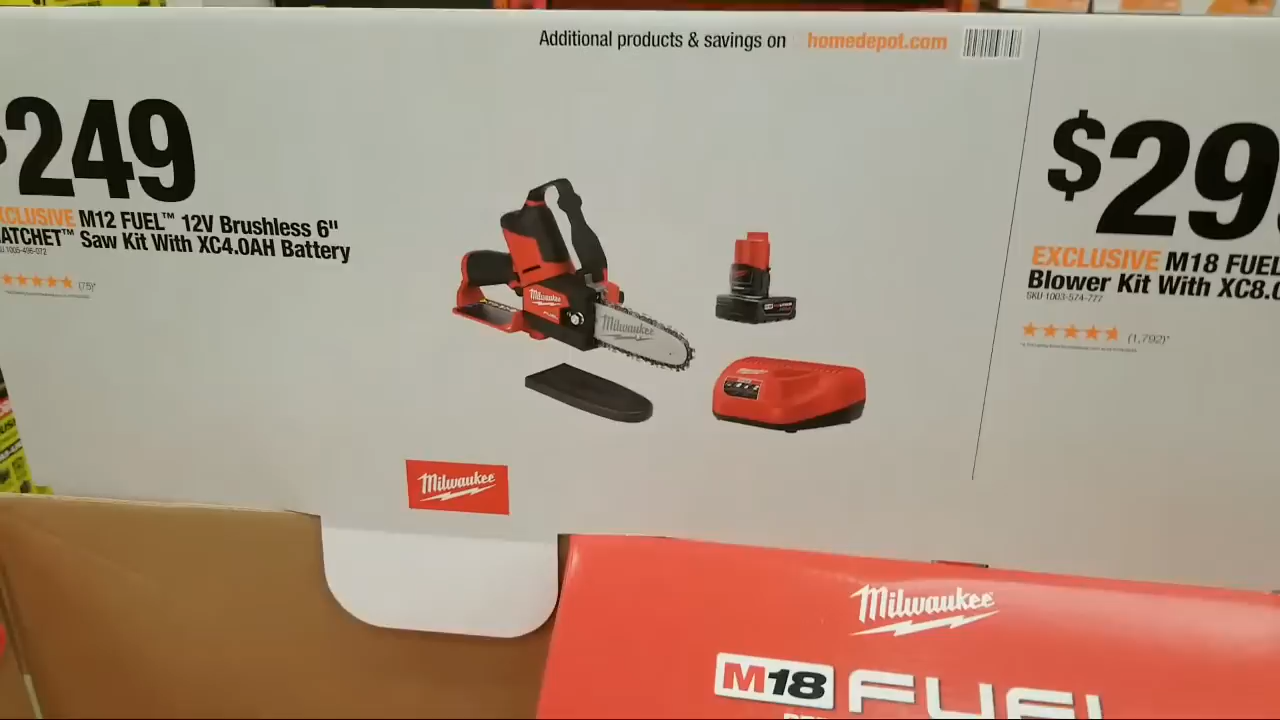 Additional products & savings on homedepot.com
$249
XCLUSIVE M12 FUEL™ 12V Brushless 6"
ATCHET™ Saw Kit With XC4.0AH Battery
(75)*
Milwaukee
FUEL
Milwaukee
Milwaukee
$29
EXCLUSIVE M18 FUEL
Blower Kit With XC8.0
SKU 1003-574-777
(1,792)*
Milwaukee
M18 FUEL